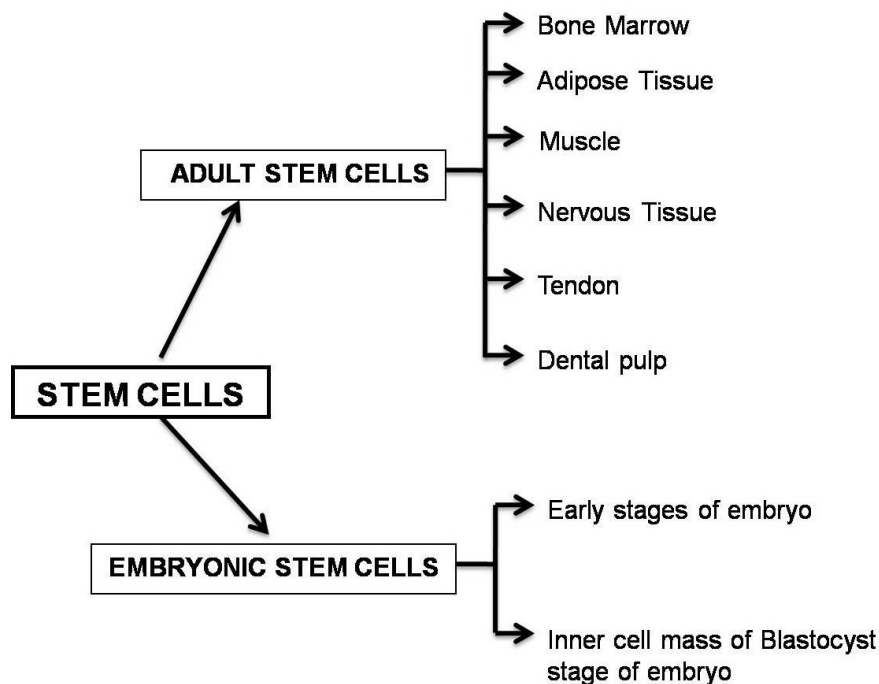 Bone Marrow
Adipose Tissue
Muscle
ADULT STEM CELLS
Nervous Tissue
Tendon
Dental pulp
STEM CELLS
Early stages of embryo
EMBRYONIC STEM CELLS
Inner cell mass of Blastocyst
stage of embryo